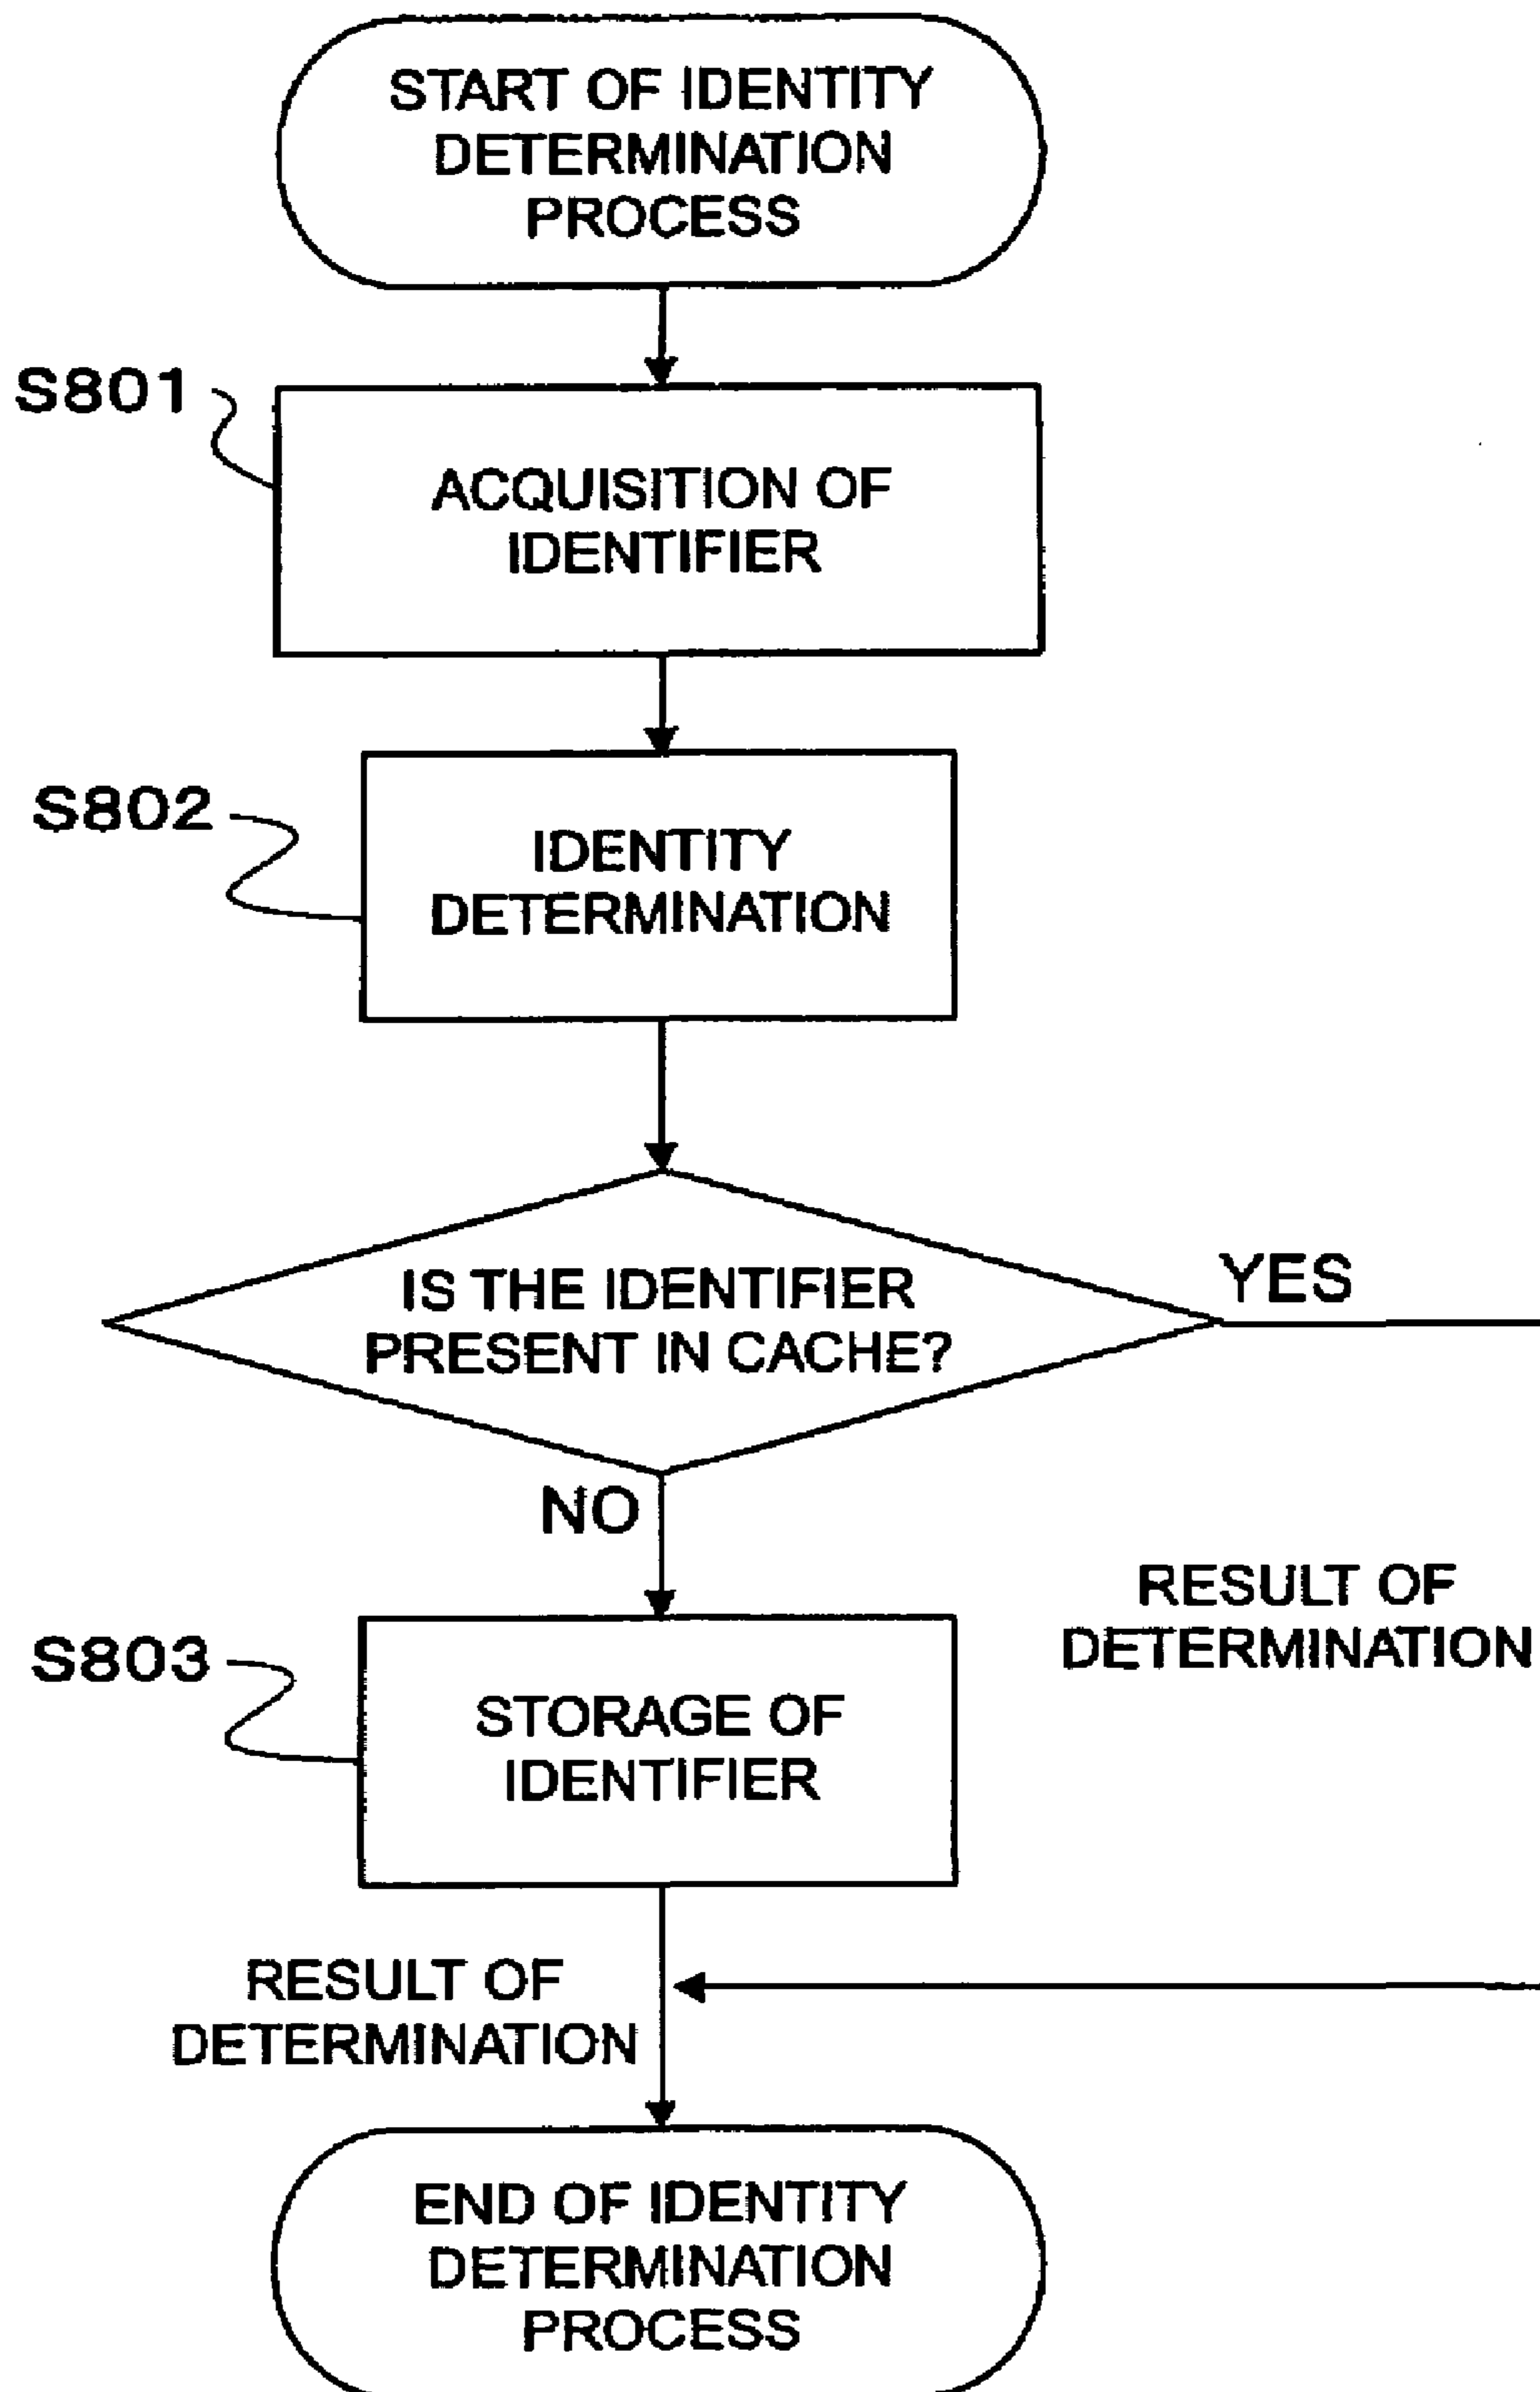 START OF IDENTITY
DETERMINATION
PROCESS
S801
ACQUISITION OF
IDENTIFIER
S802
IDENTITY
DETERMINATION
IS THE IDENTIFIER
PRESENT IN CACHE?
YES
NO
RESULT OF
DETERMINATION
S803
STORAGE OF
IDENTIFIER
RESULT OF
DETERMINATION
END OF IDENTITY
DETERMINATION
PROCESS